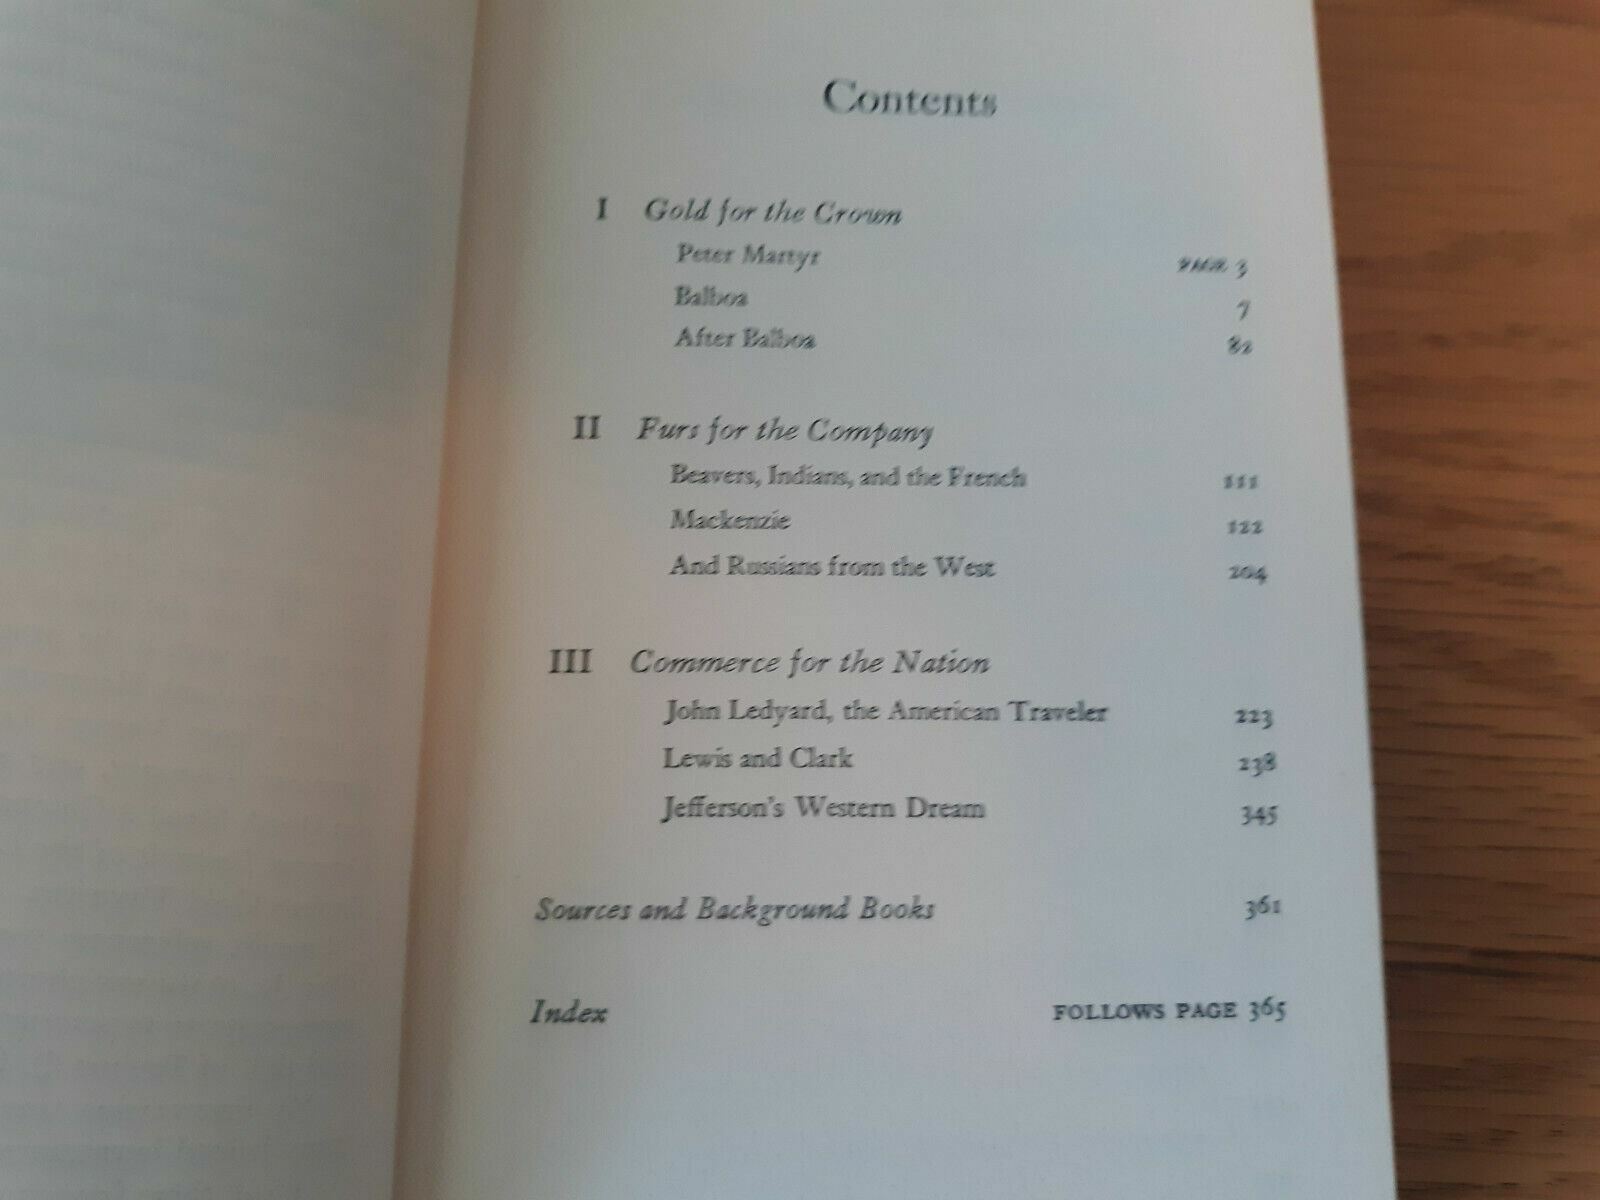 Contents
I Gold for the Crown
Peter Martyr PAGE 3
Balboa 7
After Balboa 82
II Furs for the Company
Beavers, Indians, and the French 111
Mackenzie 122
And Russians from the West 204
III Commerce for the Nation
John Ledyard, the American Traveler 223
Lewis and Clark 238
Jefferson's Western Dream 345
Sources and Background Books 361
Index FOLLOWS PAGE 365